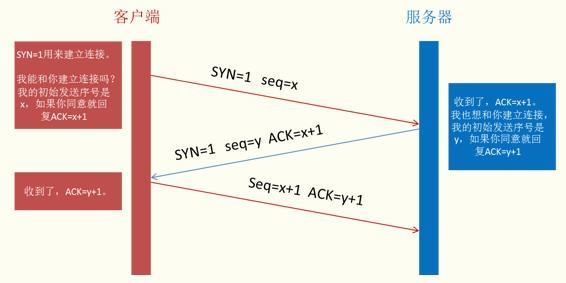 客户端
服务器
SYN=1用来建立连接。
我能和你建立连接吗？
我的初始发送序号是
x，如果你同意就回
复ACK=x+1
SYN=1 seq=x
收到了，ACK=x+1。
我也想和你建立连接，
我的初始发送序号是
y，如果你同意就回
复ACK=y+1
SYN=1 seq=y ACK=x+1
收到了，ACK=y+1。
Seq=x+1 ACK=y+1